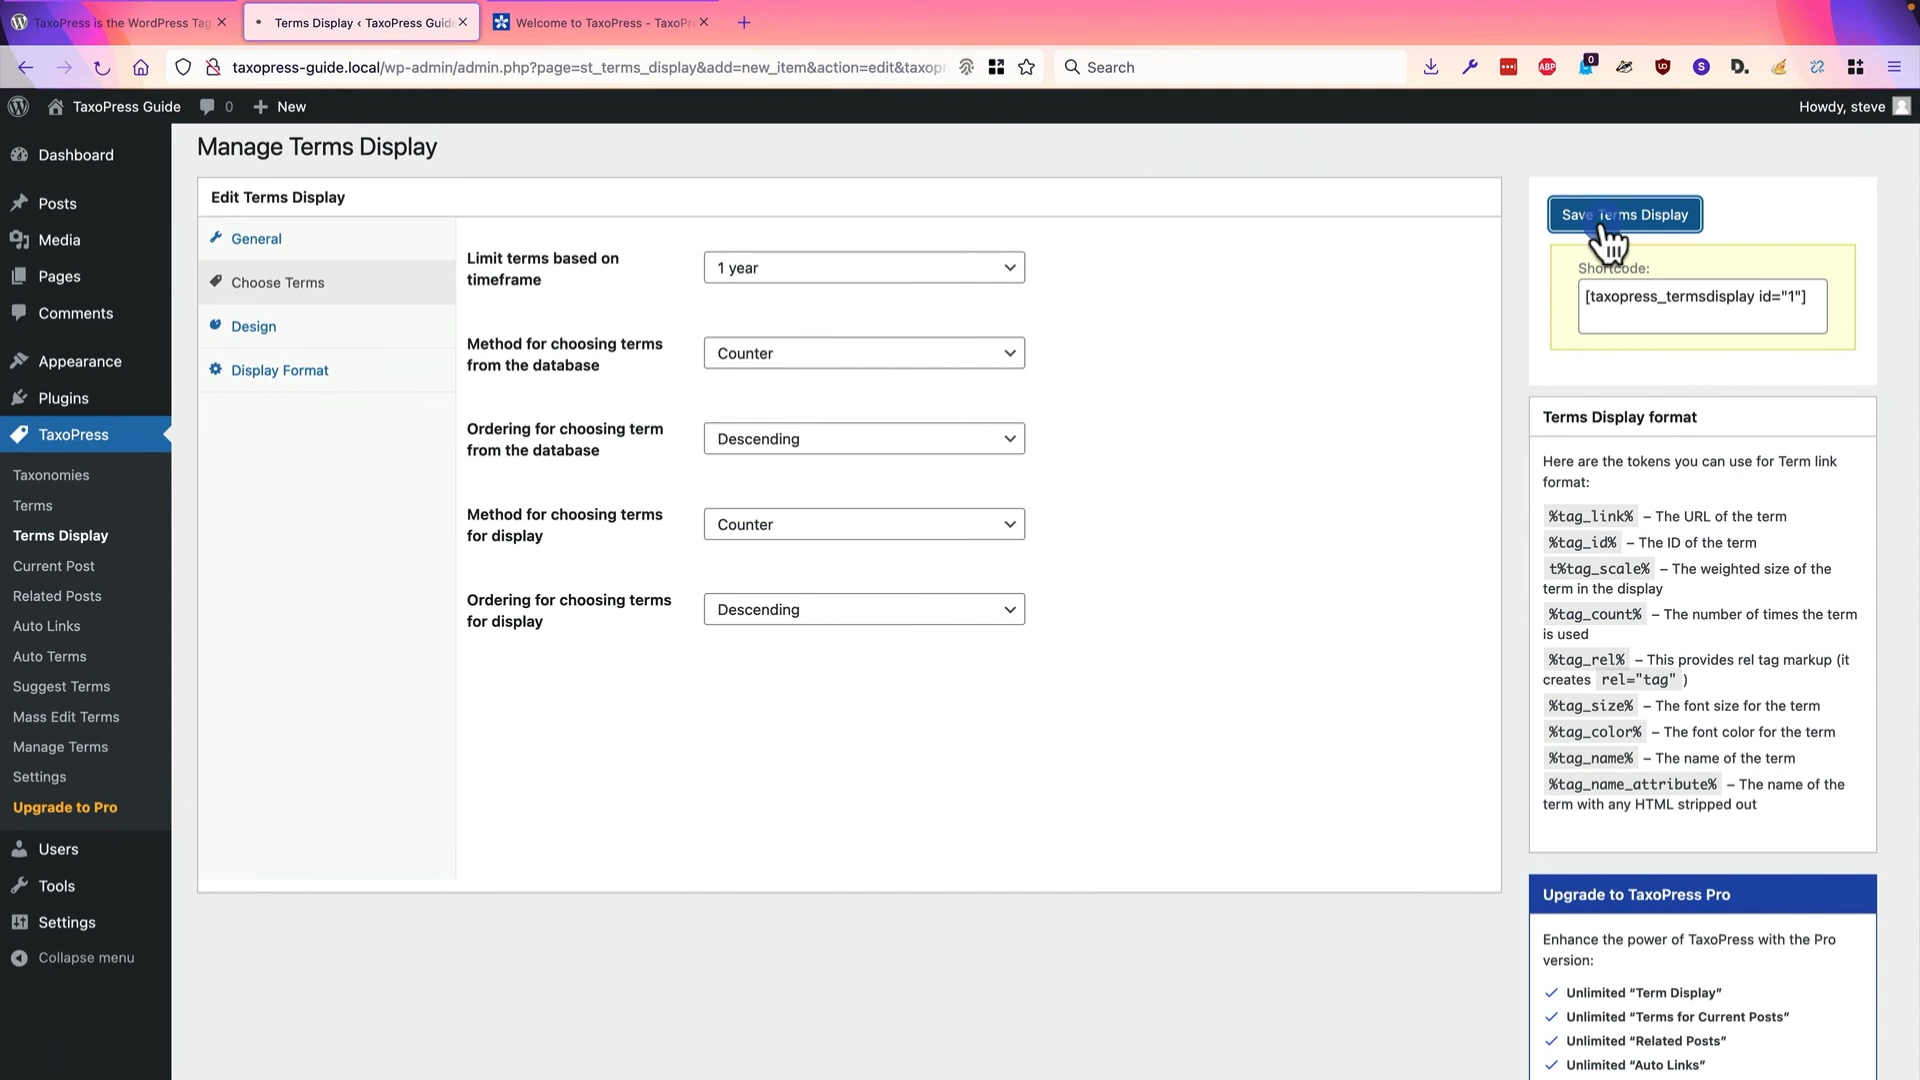 TaxoPress is the WordPress Tag
Terms Display ‹ TaxoPress Guide
Welcome to TaxoPress - TaxoPr
taxopress-guide.local/wp-admin/admin.php?page=st_terms_display&add=new_item&action=edit&taxopr
Search
ABP
0
S
D.
TaxoPress Guide
0
New
Howdy, steve
Dashboard
Posts
Media
Pages
Comments
Appearance
Plugins
TaxoPress
Taxonomies
Terms
Terms Display
Current Post
Related Posts
Auto Links
Auto Terms
Suggest Terms
Mass Edit Terms
Manage Terms
Settings
Upgrade to Pro
Users
Tools
Settings
Collapse menu
Manage Terms Display
Edit Terms Display
General
Choose Terms
Design
Display Format
Limit terms based on
timeframe
1 year
Method for choosing terms
from the database
Counter
Ordering for choosing term
from the database
Descending
Method for choosing terms
for display
Counter
Ordering for choosing terms
for display
Descending
Save Terms Display
Shortcode:
[taxopress_termsdisplay id="1"]
Terms Display format
Here are the tokens you can use for Term link
format:
%tag_link% – The URL of the term
%tag_id% – The ID of the term
t%tag_scale% – The weighted size of the
term in the display
%tag_count% – The number of times the term
is used
%tag_rel% – This provides rel tag markup (it
creates rel="tag" )
%tag_size% – The font size for the term
%tag_color% – The font color for the term
%tag_name% – The name of the term
%tag_name_attribute% – The name of the
term with any HTML stripped out
Upgrade to TaxoPress Pro
Enhance the power of TaxoPress with the Pro
version:
Unlimited “Term Display”
Unlimited “Terms for Current Posts”
Unlimited “Related Posts”
Unlimited “Auto Links”